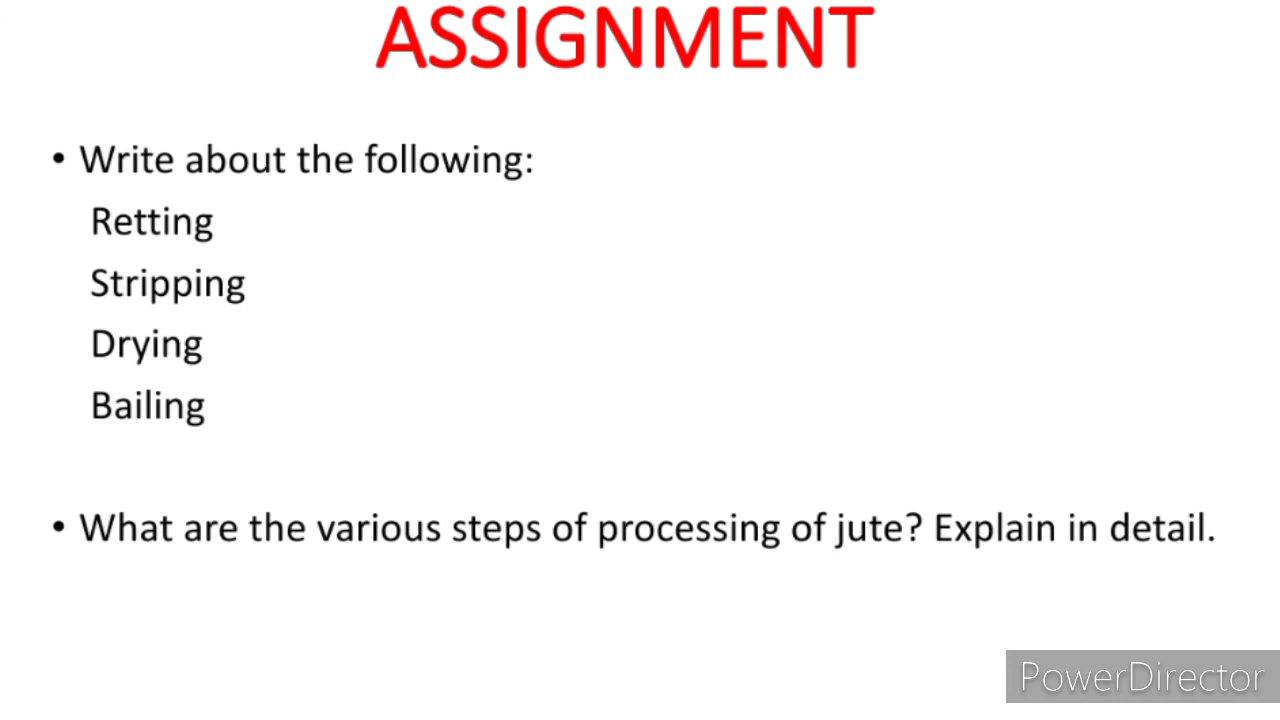 ASSIGNMENT
• Write about the following:
Retting
Stripping
Drying
Bailing
• What are the various steps of processing of jute? Explain in detail.
PowerDirector